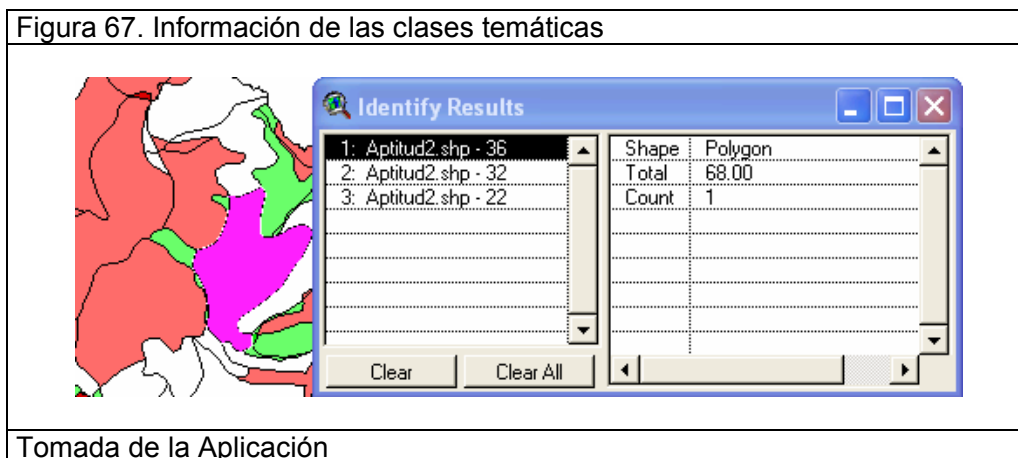 Figura 67. Información de las clases temáticas
Identify Results
1: Aptitud2.shp - 36
2: Aptitud2.shp - 32
3: Aptitud2.shp - 22
Shape Polygon
Total 68.00
Count 1
Clear Clear All
Tomada de la Aplicación